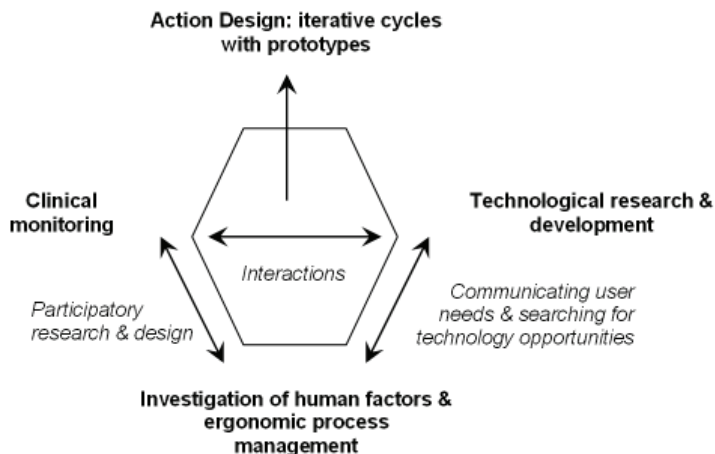 Action Design: iterative cycles
with prototypes
Clinical
monitoring
Technological research &
development
Interactions
Participatory
research & design
Communicating user
needs & searching for
technology opportunities
Investigation of human factors &
ergonomic process
management